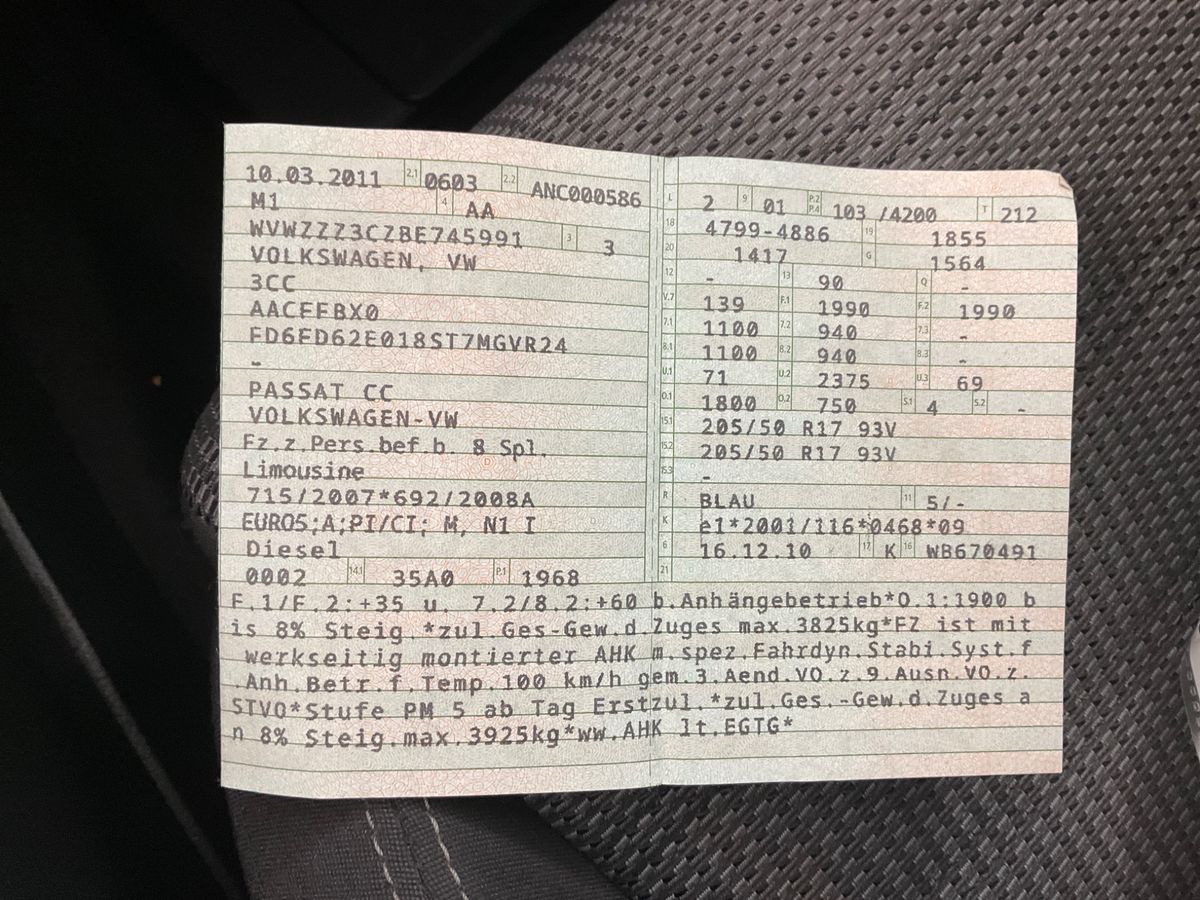 10.03.2011 2.1 0603 2.2 ANC000586
M1 4 AA
WVWZZZ3CZBE745991 3 3
VOLKSWAGEN, VW
3CC
AACFFBX0
FD6FD62E018ST7MGVR24
-
PASSAT CC
VOLKSWAGEN-VW
Fz.z.Pers.bef.b. 8 Spl.
Limousine
715/2007*692/2008A
EURO5;A;PI/CI; M, N1 I
Diesel
0002 14.1 35A0 P.1 1968
L 2 9 01 P.2 P.4 103 /4200 T 212
18 4799-4886 19 1855
20 1417 G 1564
12 - 13 90 Q -
V.7 139 F.1 1990 F.2 1990
7.1 1100 7.2 940 7.3 -
8.1 1100 8.2 940 8.3 -
U.1 71 U.2 2375 U.3 69
O.1 1800 O.2 750 S.1 4 S.2 -
15.1 205/50 R17 93V
15.2 205/50 R17 93V
15.3 -
R BLAU 11 5/-
K e1*2001/116*0468*09
6 16.12.10 17 K 16 WB670491
21
F.1/F.2:+35 u. 7.2/8.2:+60 b.Anhängebetrieb*O.1:1900 b
is 8% Steig.*zul.Ges-Gew.d.Zuges max.3825kg*FZ ist mit
werkseitig montierter AHK m.spez.Fahrdyn.Stabi.Syst.f
.Anh.Betr.f.Temp.100 km/h gem.3.Aend.VO.z.9.Ausn.VO.z.
STVO*Stufe PM 5 ab Tag Erstzul.*zul.Ges.-Gew.d.Zuges a
n 8% Steig.max.3925kg*ww.AHK lt.EGTG*